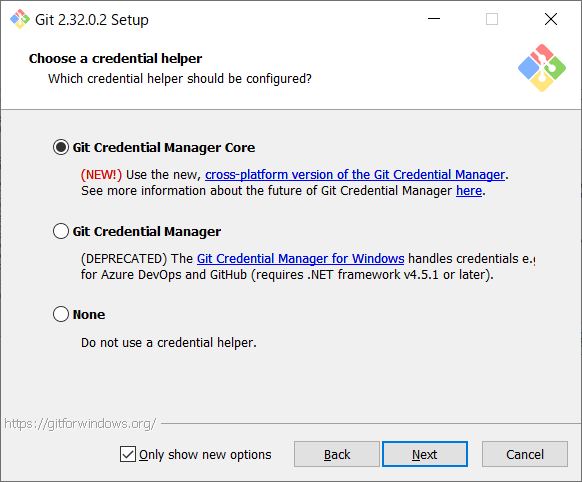 Git 2.32.0.2 Setup
Choose a credential helper
Which credential helper should be configured?
Git Credential Manager Core
(NEW!) Use the new, cross-platform version of the Git Credential Manager.
See more information about the future of Git Credential Manager here.
Git Credential Manager
(DEPRECATED) The Git Credential Manager for Windows handles credentials e.g
for Azure DevOps and GitHub (requires .NET framework v4.5.1 or later).
None
Do not use a credential helper.
https://gitforwindows.org/
Only show new options
Back
Next
Cancel